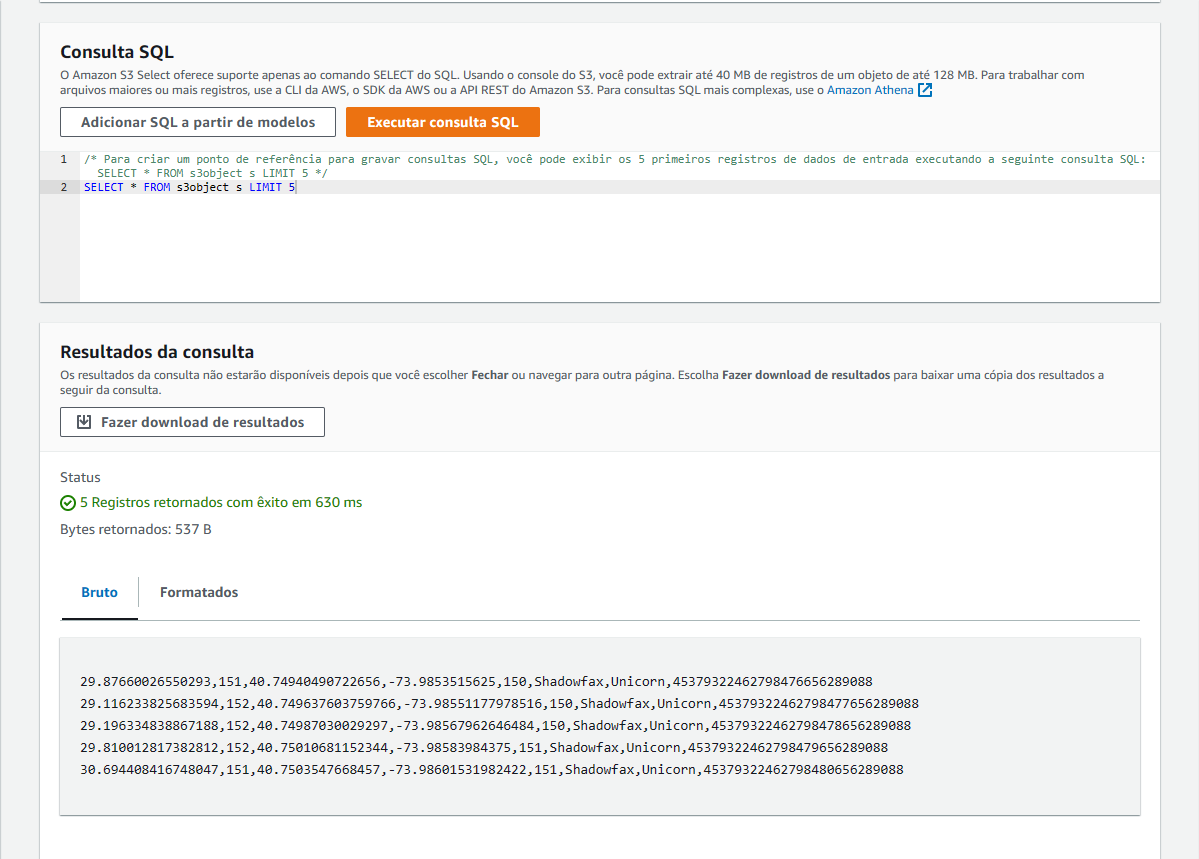 Consulta SQL
O Amazon S3 Select oferece suporte apenas ao comando SELECT do SQL. Usando o console do S3, você pode extrair até 40 MB de registros de um objeto de até 128 MB. Para trabalhar com
arquivos maiores ou mais registros, use a CLI da AWS, o SDK da AWS ou a API REST do Amazon S3. Para consultas SQL mais complexas, use o Amazon Athena
Adicionar SQL a partir de modelos
Executar consulta SQL
1 /* Para criar um ponto de referência para gravar consultas SQL, você pode exibir os 5 primeiros registros de dados de entrada executando a seguinte consulta SQL:
SELECT * FROM s3object s LIMIT 5 */
2 SELECT * FROM s3object s LIMIT 5
Resultados da consulta
Os resultados da consulta não estarão disponíveis depois que você escolher Fechar ou navegar para outra página. Escolha Fazer download de resultados para baixar uma cópia dos resultados a
seguir da consulta.
Fazer download de resultados
Status
5 Registros retornados com êxito em 630 ms
Bytes retornados: 537 B
Bruto
Formatados
29.87660026550293,151,40.74940490722656,-73.9853515625,150,Shadowfax,Unicorn,45379322462798476656289088
29.116233825683594,152,40.749637603759766,-73.98551177978516,150,Shadowfax,Unicorn,45379322462798477656289088
29.196334838867188,152,40.74987030029297,-73.98567962646484,150,Shadowfax,Unicorn,45379322462798478656289088
29.810012817382812,152,40.75010681152344,-73.98583984375,151,Shadowfax,Unicorn,45379322462798479656289088
30.694408416748047,151,40.7503547668457,-73.98601531982422,151,Shadowfax,Unicorn,45379322462798480656289088